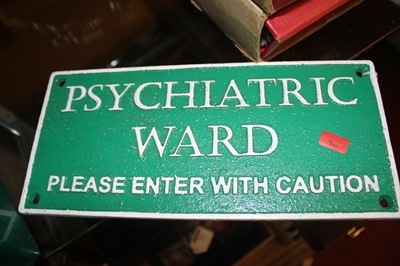 PSYCHIATRIC
WARD
PLEASE ENTER WITH CAUTION